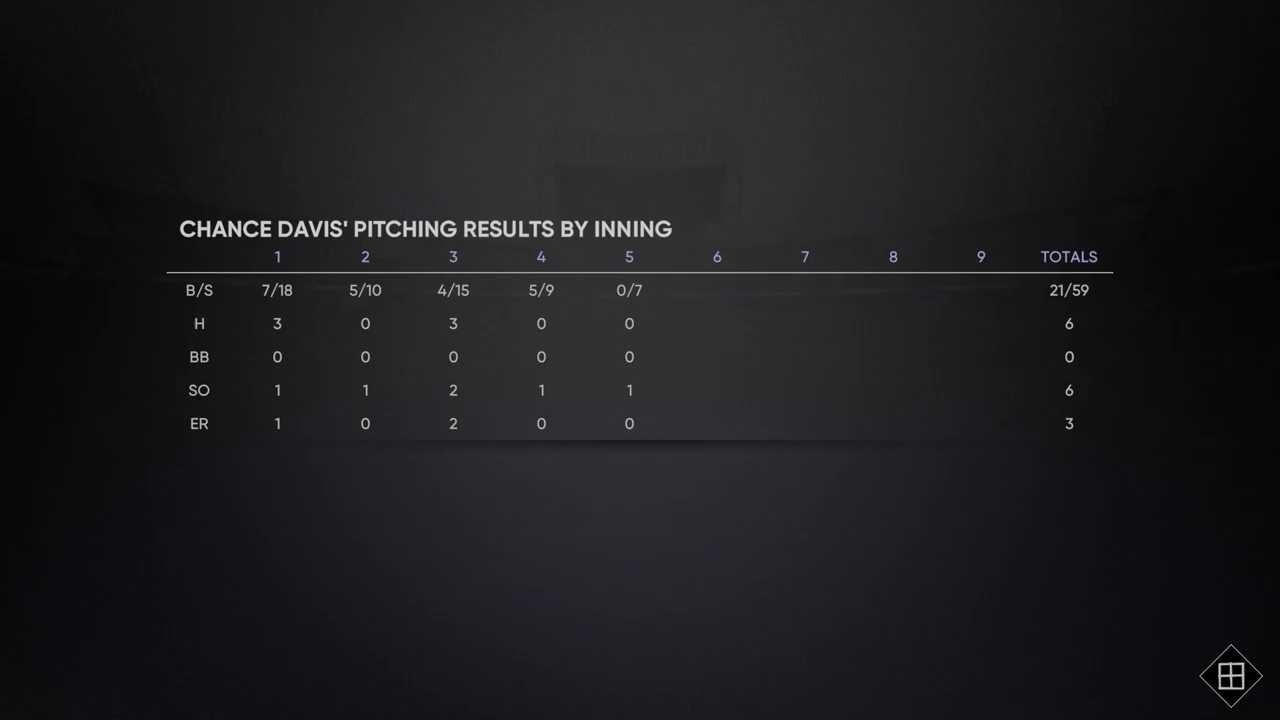 CHANCE DAVIS' PITCHING RESULTS BY INNING
1 2 3 4 5 6 7 8 9 TOTALS
B/S 7/18 5/10 4/15 5/9 0/7 21/59
H 3 0 3 0 0 6
BB 0 0 0 0 0 0
SO 1 1 2 1 1 6
ER 1 0 2 0 0 3